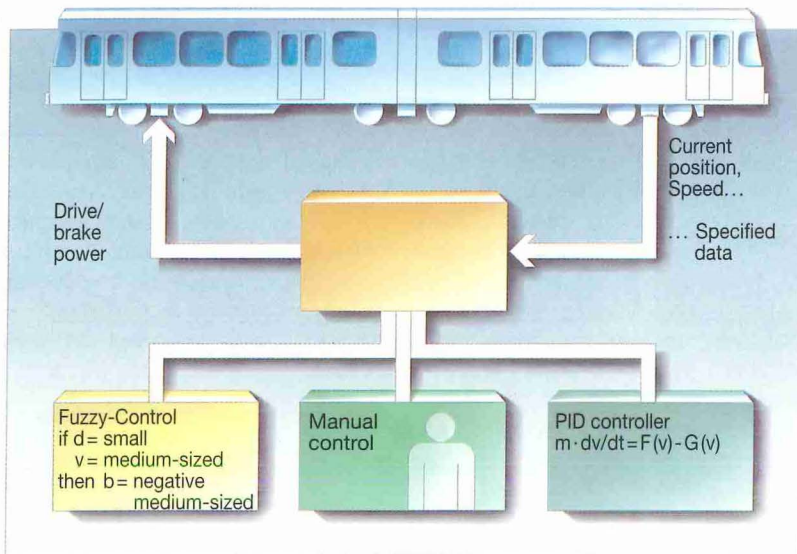 Current
position,
Speed...
... Specified
data
Drive/
brake
power
Fuzzy-Control
if d= small
v= medium-sized
then b= negative
medium-sized
Manual
control
PID controller
m·dv/dt=F(v)-G(v)